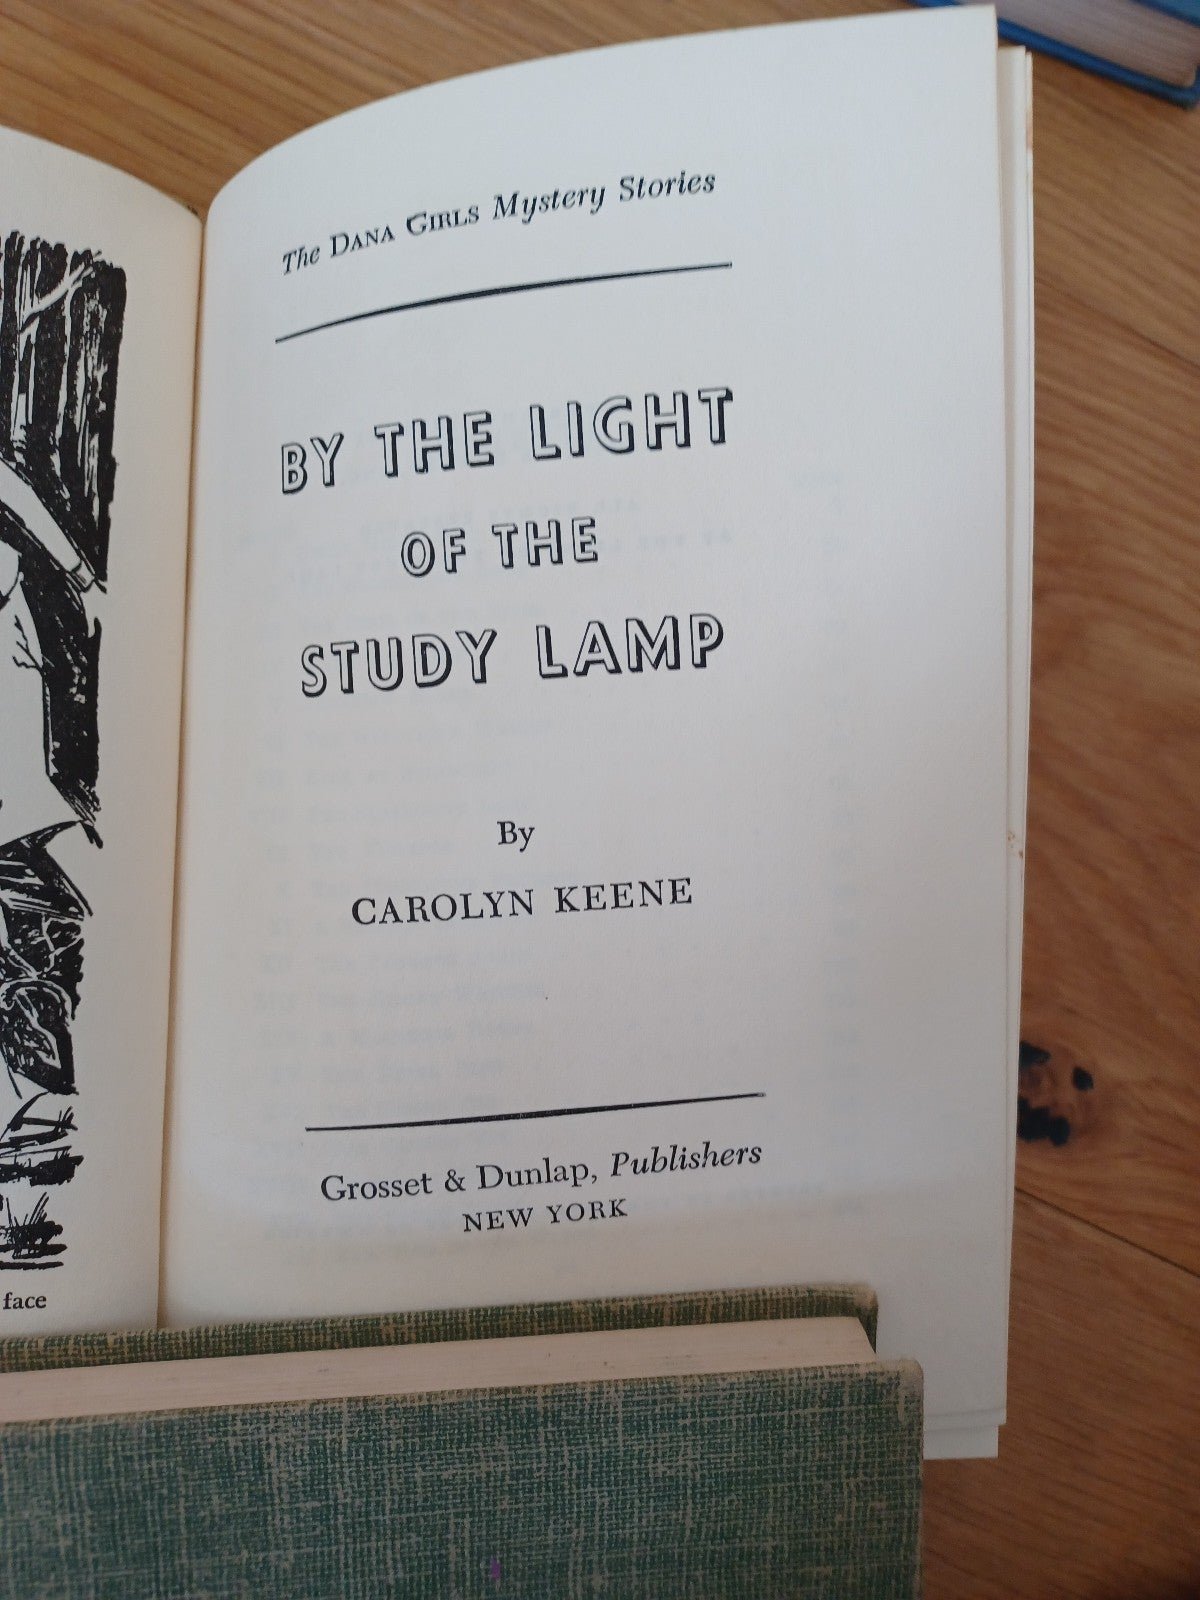 face
The DANA GIRLS Mystery Stories
BY THE LIGHT
OF THE
STUDY LAMP
By
CAROLYN KEENE
Grosset & Dunlap, Publishers
NEW YORK